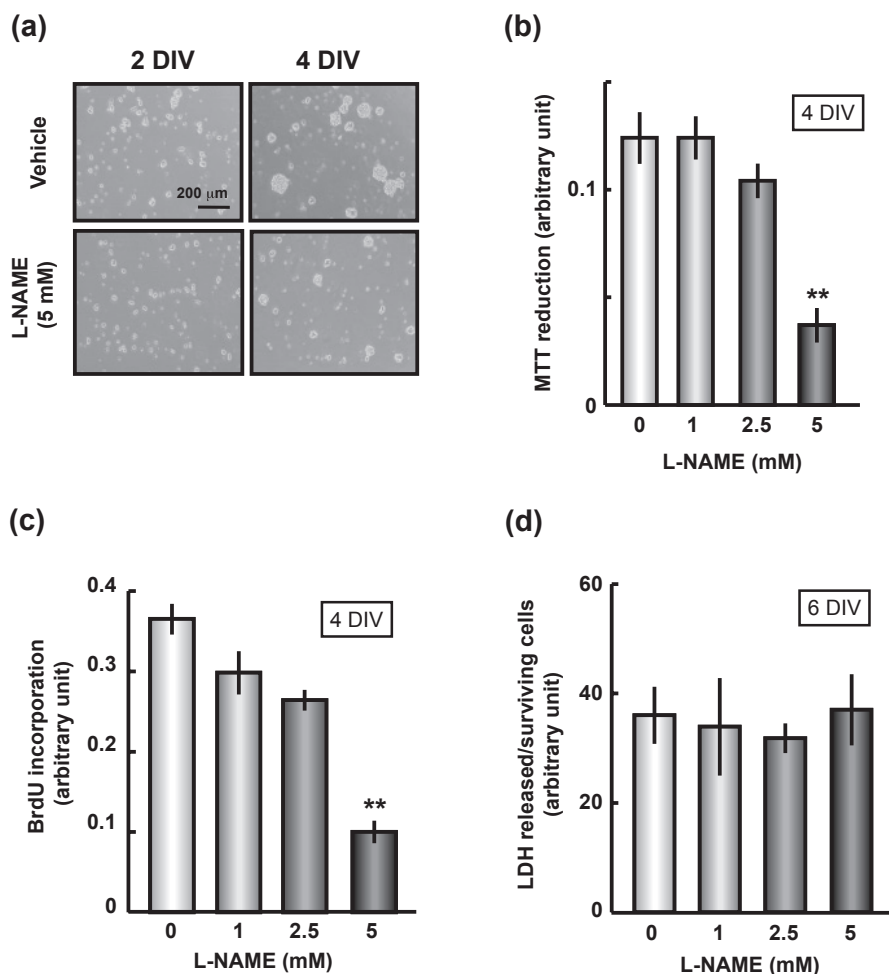 (a)
2 DIV 4 DIV
Vehicle
200 μm
L-NAME
(5 mM)
(b)
4 DIV
MTT reduction (arbitrary unit)
0.1
0
**
0 1 2.5 5
L-NAME (mM)
(c)
4 DIV
BrdU incorporation
(arbitrary unit)
0.4
0.3
0.2
0.1
0
**
0 1 2.5 5
L-NAME (mM)
(d)
6 DIV
LDH released/surviving cells
(arbitrary unit)
60
40
20
0
0 1 2.5 5
L-NAME (mM)